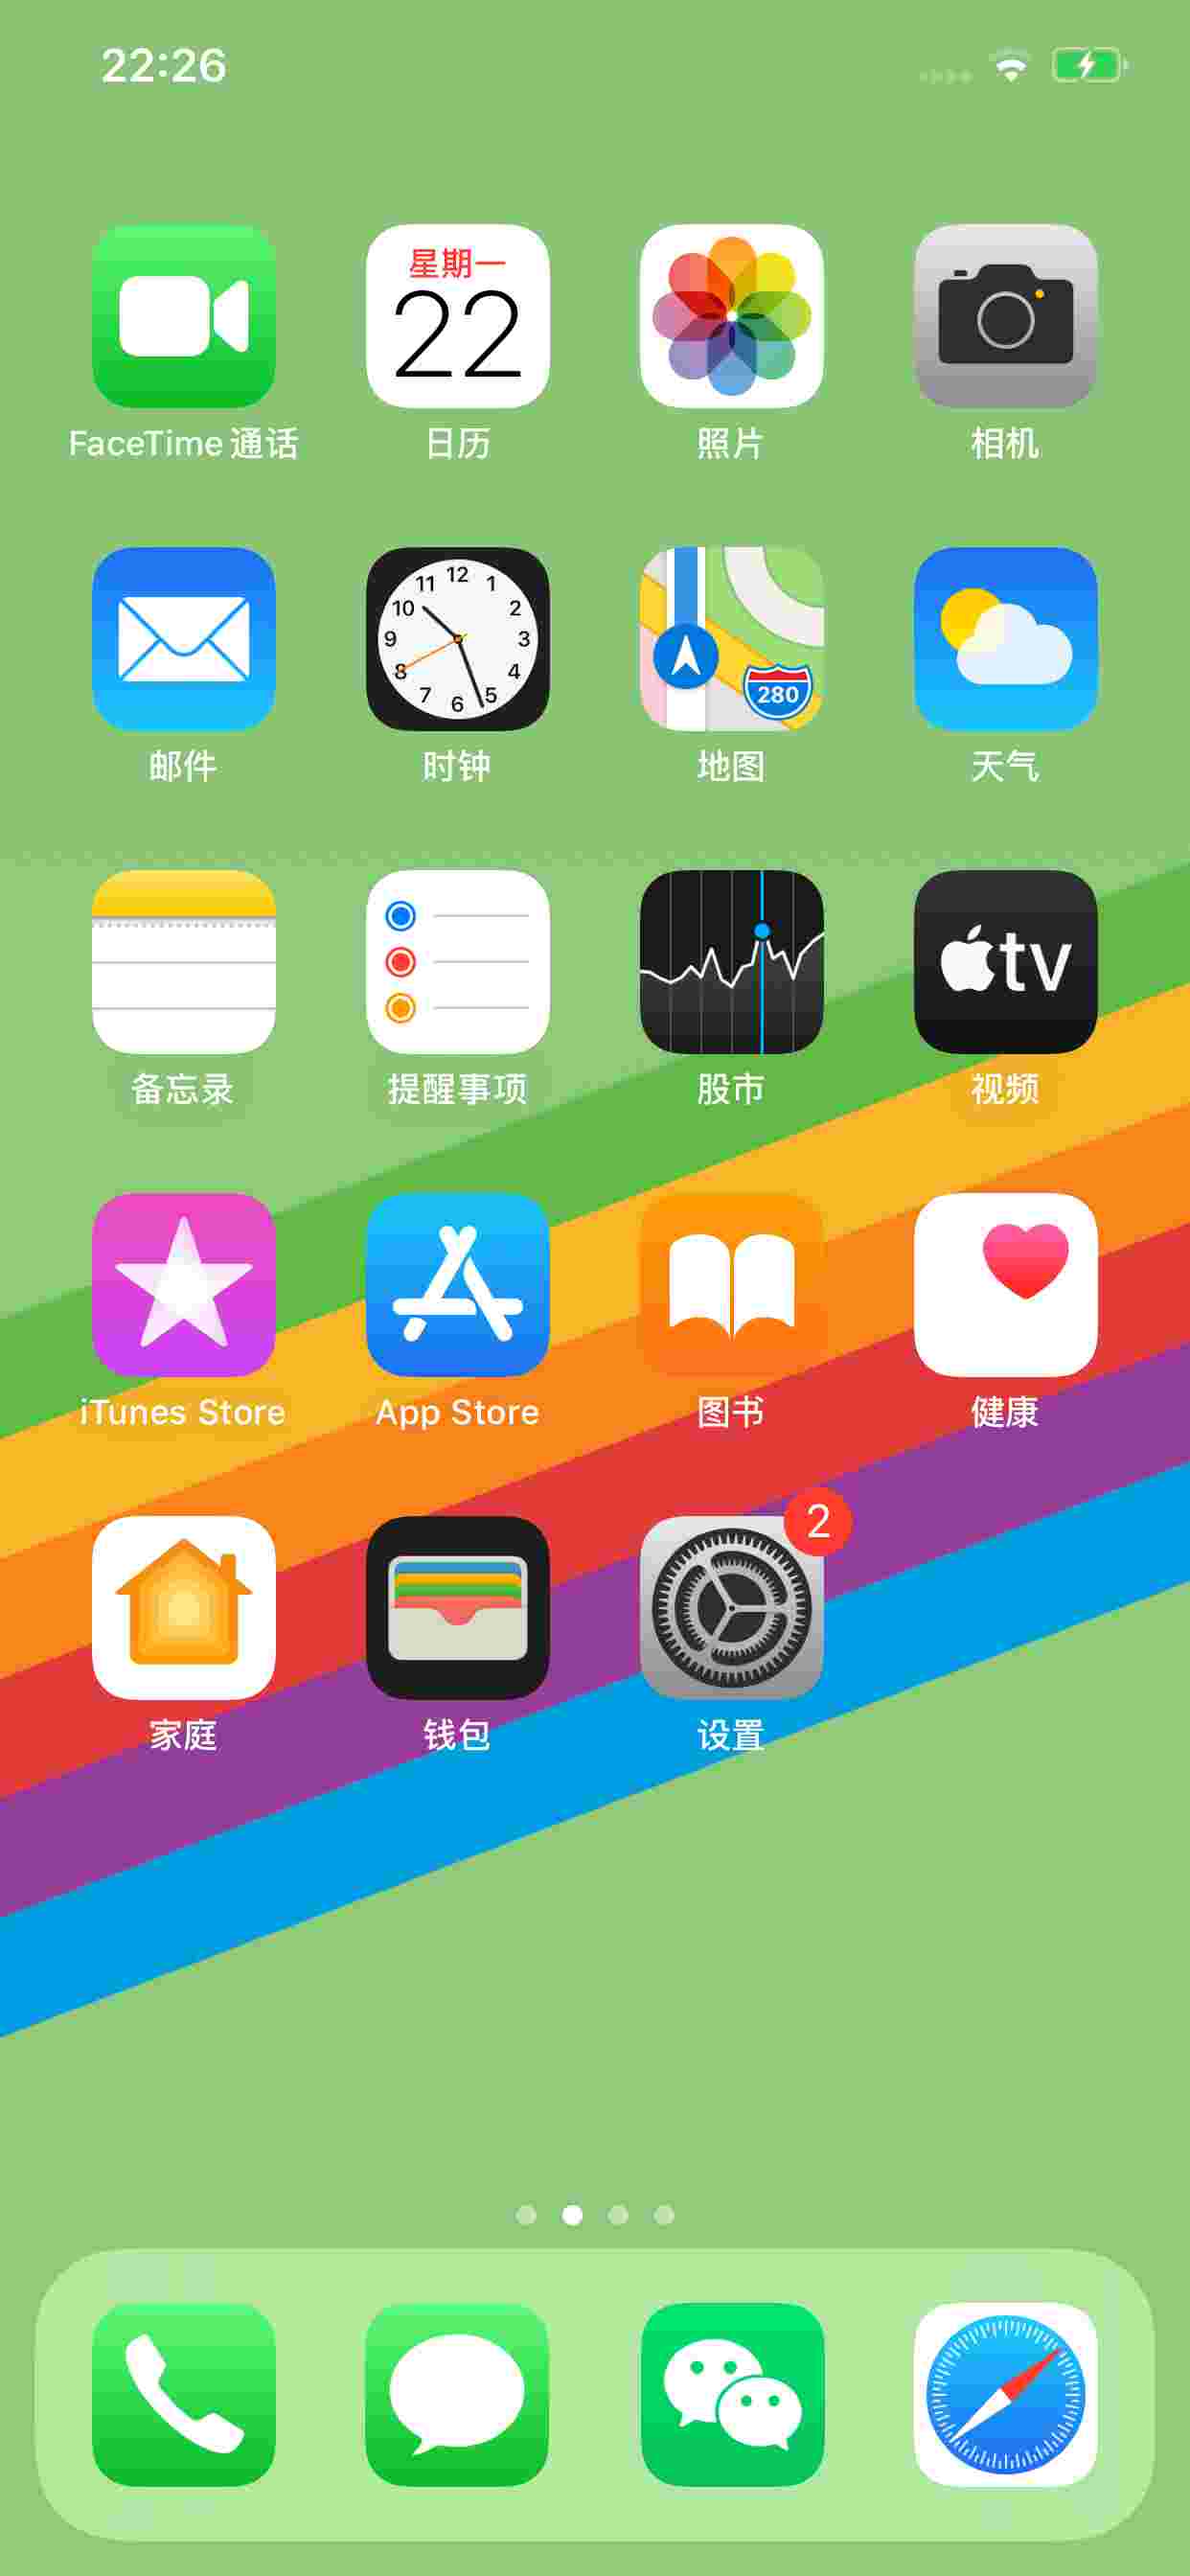 22:26
星期一
22
FaceTime 通话
日历
照片
相机
12
11
1
10
2
9
3
8
4
7
5
6
280
邮件
时钟
地图
天气
tv
备忘录
提醒事项
股市
视频
iTunes Store
App Store
图书
健康
2
家庭
钱包
设置